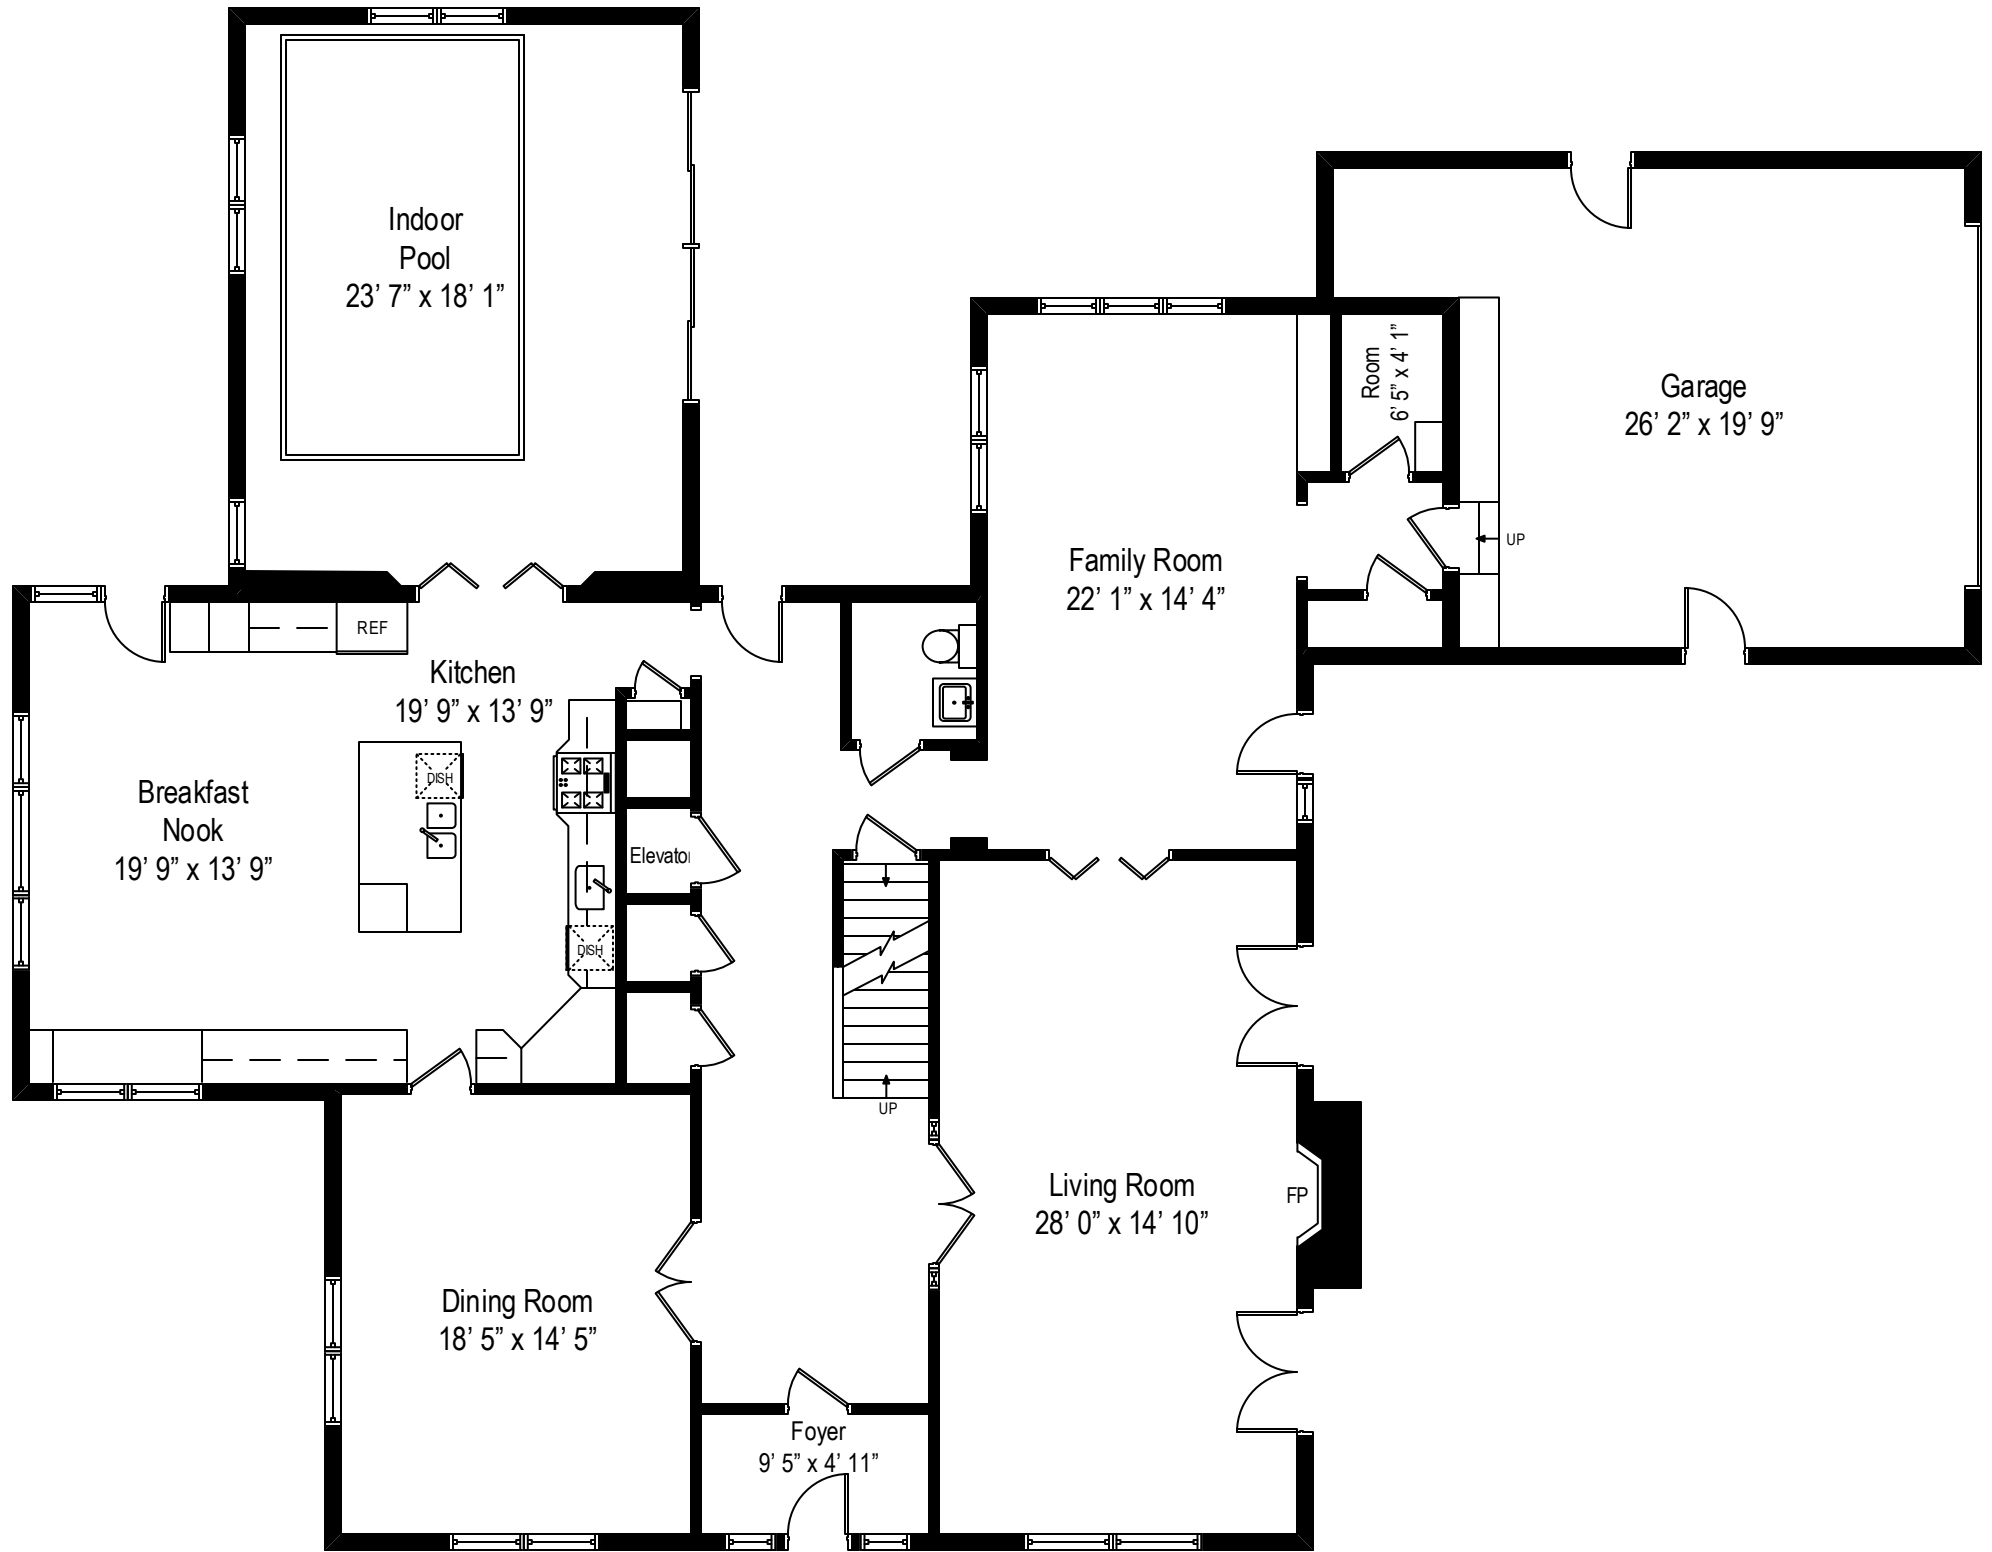 Indoor
Pool
23’ 7” x 18’ 1”
Room
6’ 5” x 4’ 1”
Garage
26’ 2” x 19’ 9”
UP
Family Room
22’ 1” x 14’ 4”
REF
Kitchen
19’ 9” x 13’ 9”
DISH
Breakfast
Nook
19’ 9” x 13’ 9”
Elevator
DISH
UP
Living Room
28’ 0” x 14’ 10”
FP
Dining Room
18’ 5” x 14’ 5”
Foyer
9’ 5” x 4’ 11”